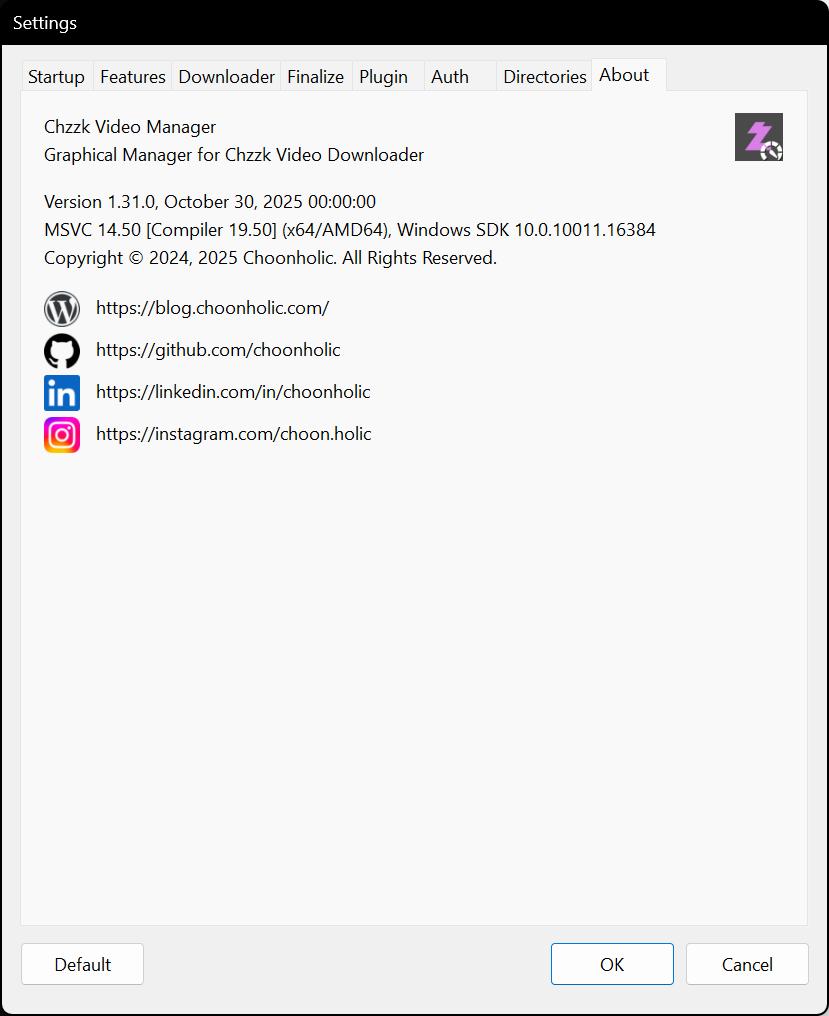 Settings
Startup Features Downloader Finalize Plugin Auth Directories About
Chzzk Video Manager
Graphical Manager for Chzzk Video Downloader
Version 1.31.0, October 30, 2025 00:00:00
MSVC 14.50 [Compiler 19.50] (x64/AMD64), Windows SDK 10.0.10011.16384
Copyright © 2024, 2025 Choonholic. All Rights Reserved.
https://blog.choonholic.com/
https://github.com/choonholic
https://linkedin.com/in/choonholic
https://instagram.com/choon.holic
Default OK Cancel